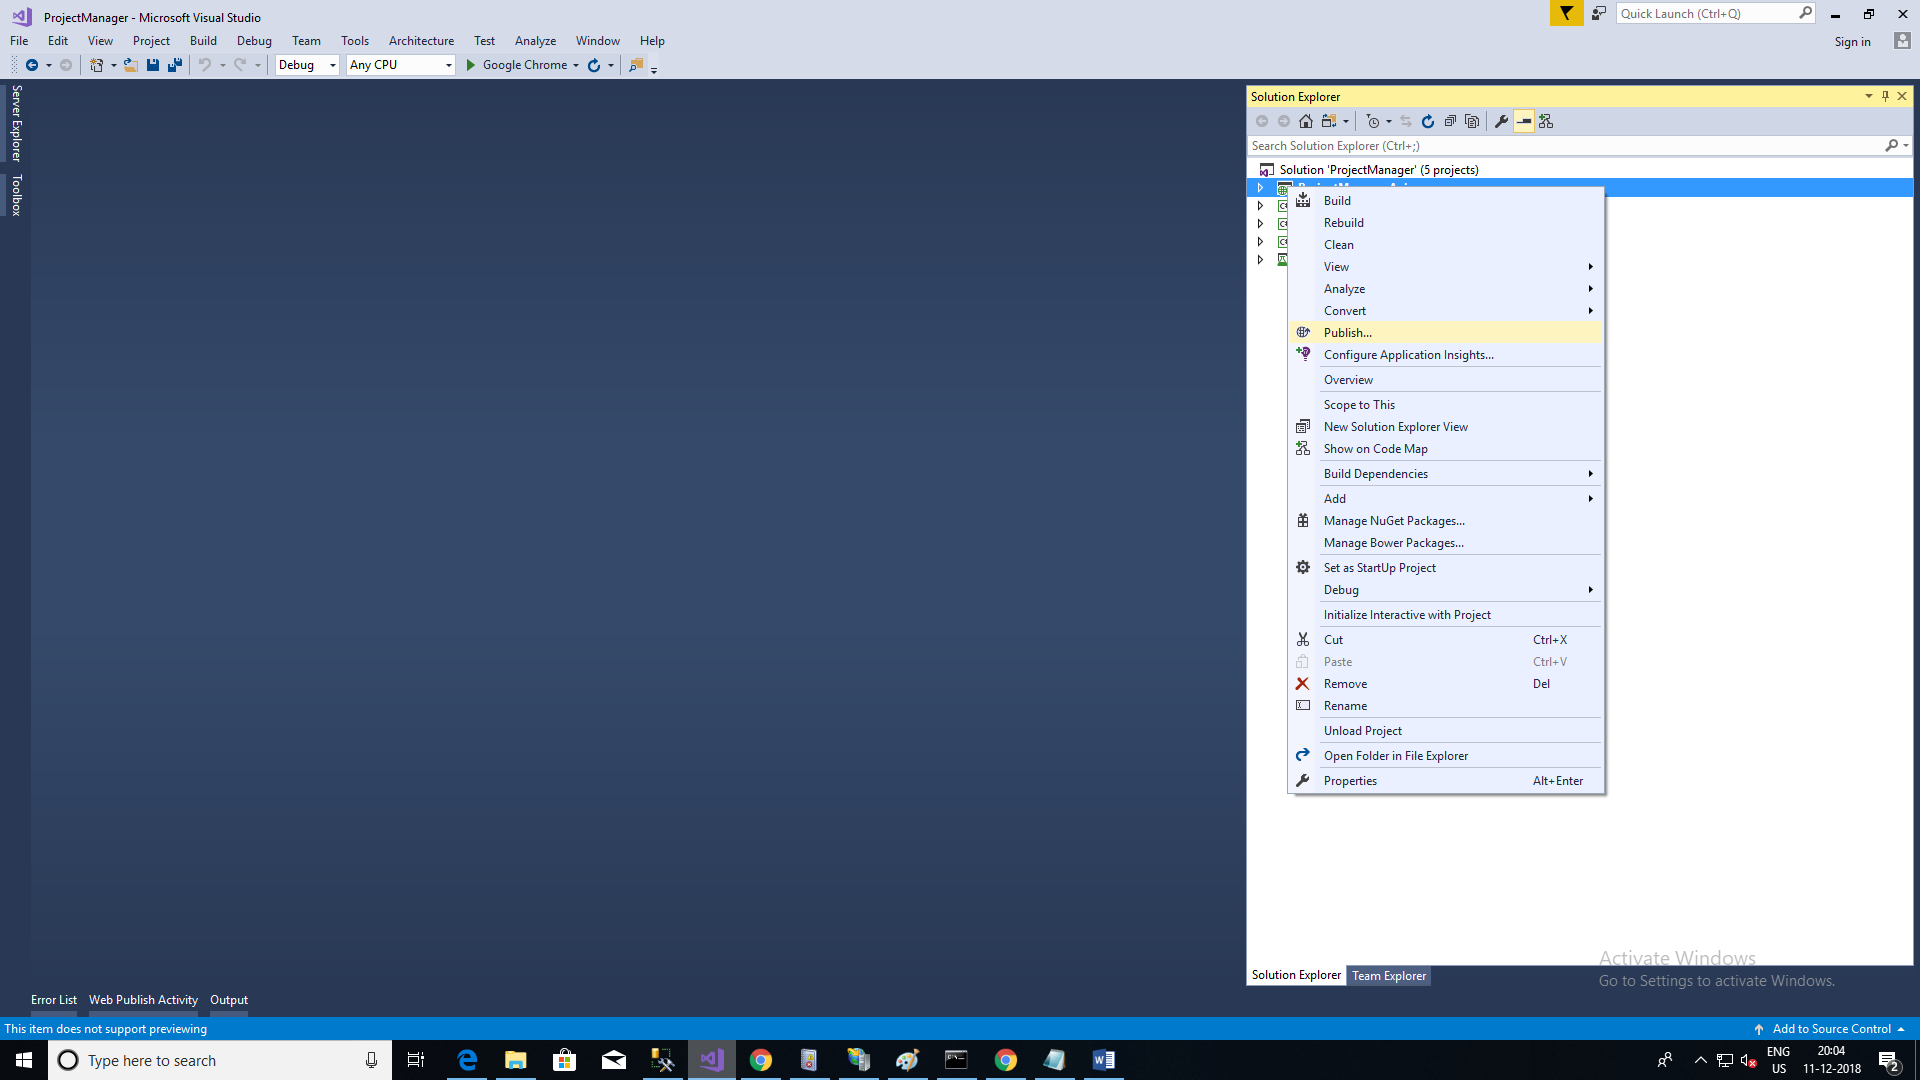 ProjectManager - Microsoft Visual Studio
Quick Launch (Ctrl+Q)
File Edit View Project Build Debug Team Tools Architecture Test Analyze Window Help
Sign in
Debug Any CPU Google Chrome
Server Explorer
Toolbox
Solution Explorer
Search Solution Explorer (Ctrl+;)
Solution 'ProjectManager' (5 projects)
Build
Rebuild
Clean
View
Analyze
Convert
Publish...
Configure Application Insights...
Overview
Scope to This
New Solution Explorer View
Show on Code Map
Build Dependencies
Add
Manage NuGet Packages...
Manage Bower Packages...
Set as StartUp Project
Debug
Initialize Interactive with Project
Cut Ctrl+X
Paste Ctrl+V
Remove Del
Rename
Unload Project
Open Folder in File Explorer
Properties Alt+Enter
Activate Windows
Go to Settings to activate Windows.
Solution Explorer Team Explorer
Error List Web Publish Activity Output
This item does not support previewing
Add to Source Control
Type here to search
ENG
US
20:04
11-12-2018
2